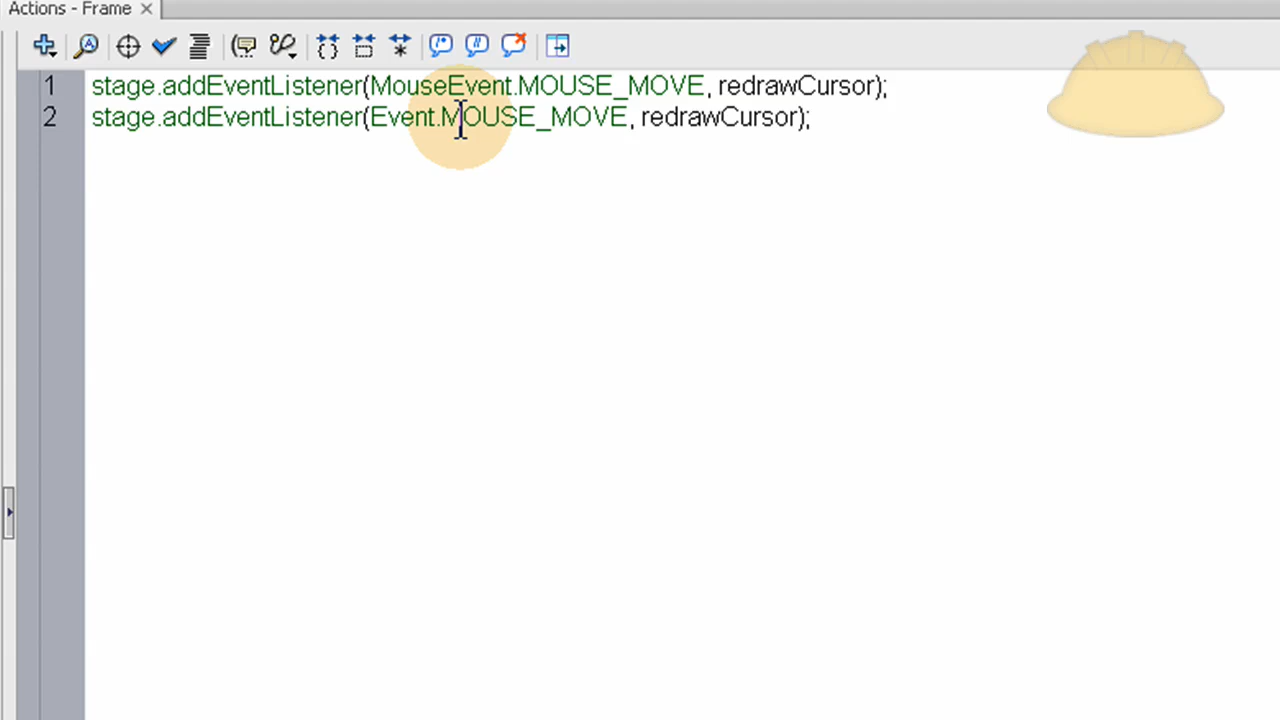 Actions - Frame
1 stage.addEventListener(MouseEvent.MOUSE_MOVE, redrawCursor);
2 stage.addEventListener(Event.MOUSE_MOVE, redrawCursor);